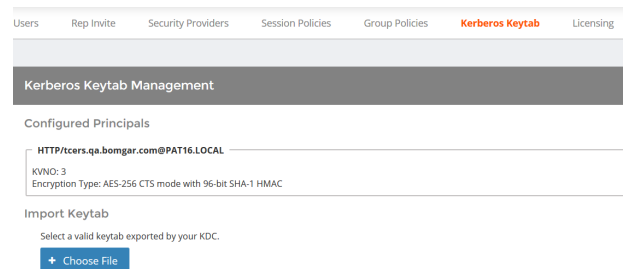 Users Rep Invite Security Providers Session Policies Group Policies Kerberos Keytab Licensing
Kerberos Keytab Management
Configured Principals
HTTP/tcers.qa.bomgar.com@PAT16.LOCAL
KVNO: 3
Encryption Type: AES-256 CTS mode with 96-bit SHA-1 HMAC
Import Keytab
Select a valid keytab exported by your KDC.
+ Choose File